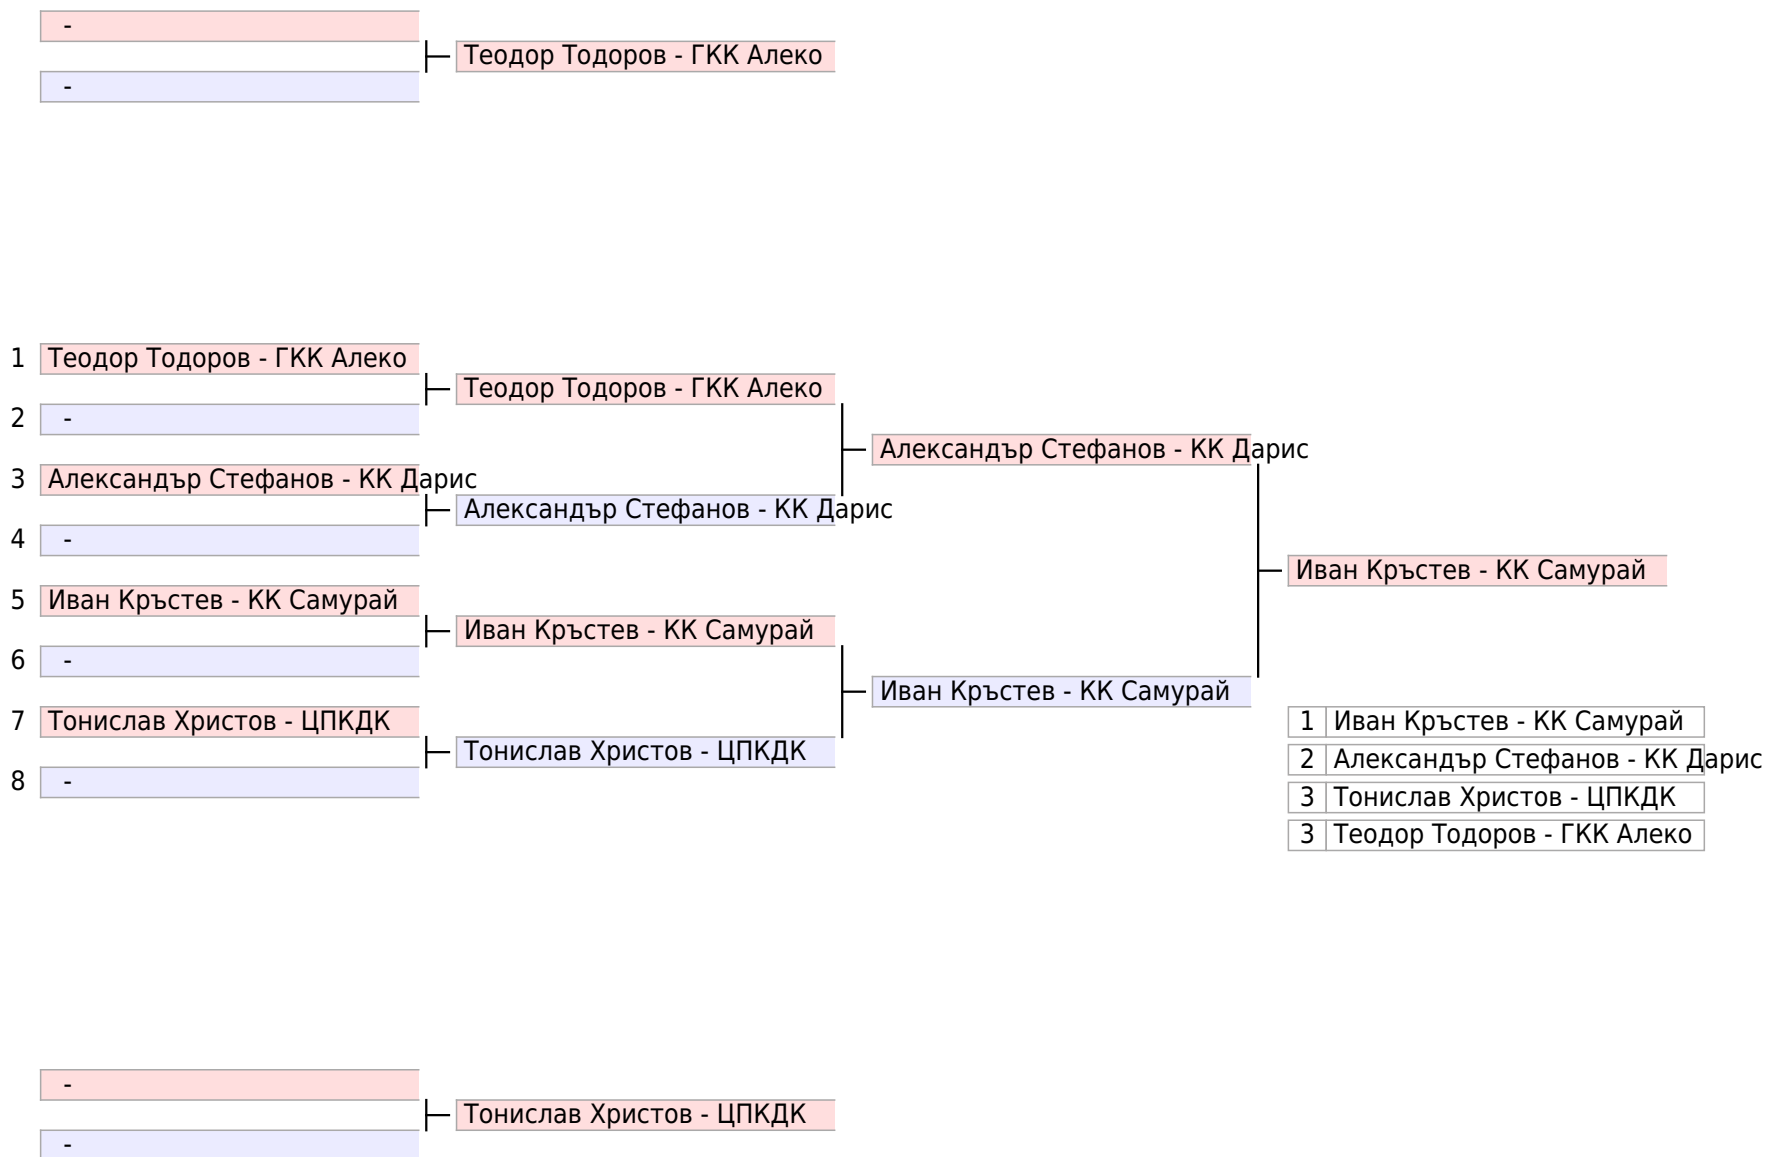 -
Теодор Тодоров - ГКК Алеко
-
1 Теодор Тодоров - ГКК Алеко
Теодор Тодоров - ГКК Алеко
2 -
Александър Стефанов - КК Дарис
3 Александър Стефанов - КК Дарис
Александър Стефанов - КК Дарис
4 -
Иван Кръстев - КК Самурай
5 Иван Кръстев - КК Самурай
Иван Кръстев - КК Самурай
6 -
Иван Кръстев - КК Самурай
7 Тонислав Христов - ЦПКДК
Тонислав Христов - ЦПКДК
8 -
1 Иван Кръстев - КК Самурай
2 Александър Стефанов - КК Дарис
3 Тонислав Христов - ЦПКДК
3 Теодор Тодоров - ГКК Алеко
-
Тонислав Христов - ЦПКДК
-